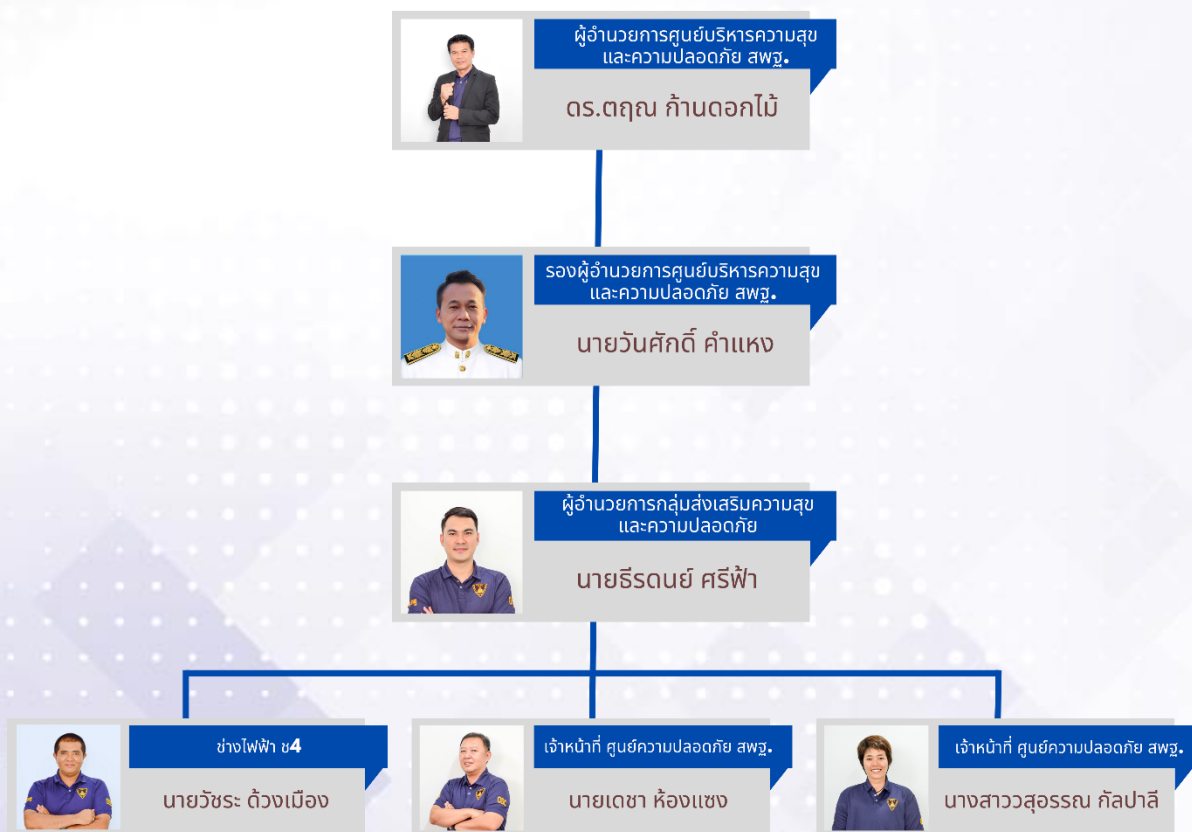 ผู้อำนวยการศูนย์บริหารความสุข
และความปลอดภัย สพฐ.
ดร.ตฤณ ก้านดอกไม้
รองผู้อำนวยการศูนย์บริหารความสุข
และความปลอดภัย สพฐ.
นายวันศักดิ์ คำแหง
ผู้อำนวยการกลุ่มส่งเสริมความสุข
และความปลอดภัย
นายธีรดนย์ ศรีฟ้า
ช่างไฟฟ้า ช4
นายวัชระ ด้วงเมือง
เจ้าหน้าที่ ศูนย์ความปลอดภัย สพฐ.
นายเดชา ห้องแซง
เจ้าหน้าที่ ศูนย์ความปลอดภัย สพฐ.
นางสาววสุอรรณ กัลปาลี